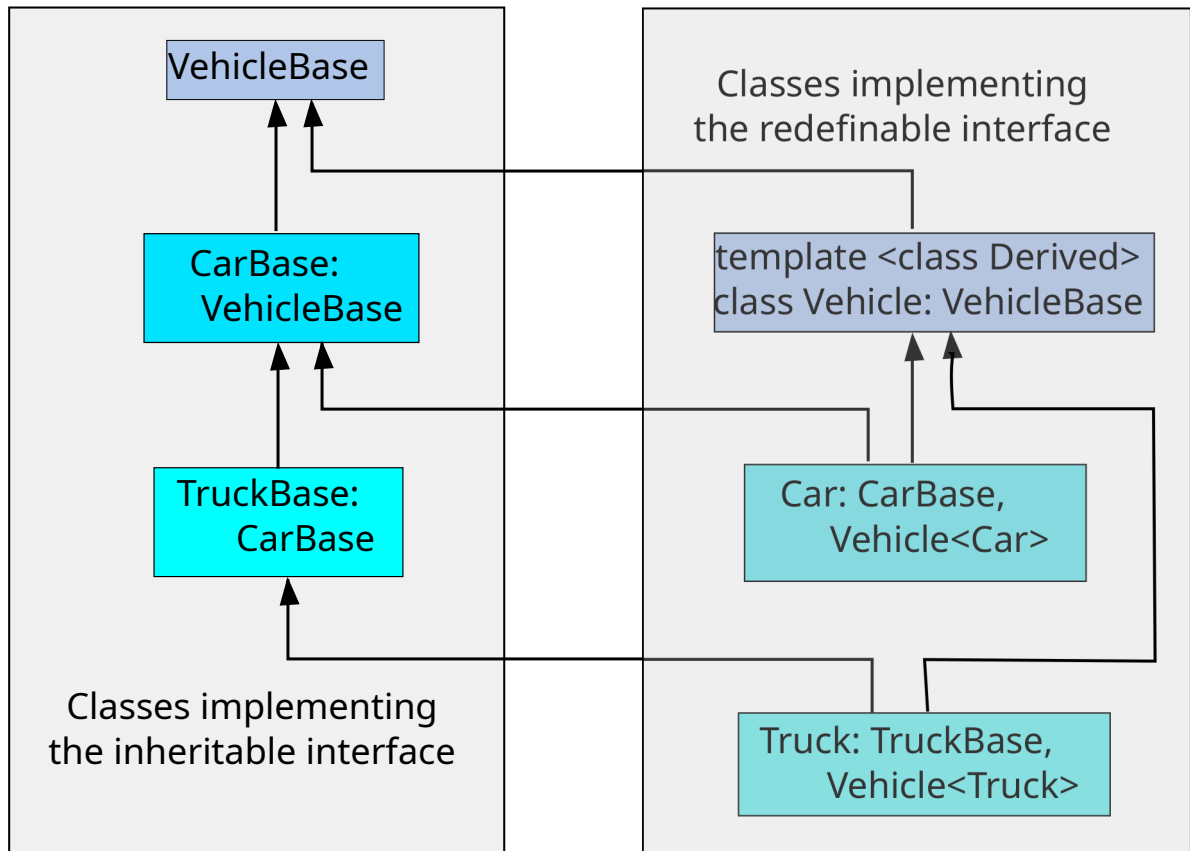 VehicleBase
CarBase:
VehicleBase
TruckBase:
CarBase
Classes implementing
the inheritable interface
Classes implementing
the redefinable interface
template <class Derived>
class Vehicle: VehicleBase
Car: CarBase,
Vehicle<Car>
Truck: TruckBase,
Vehicle<Truck>